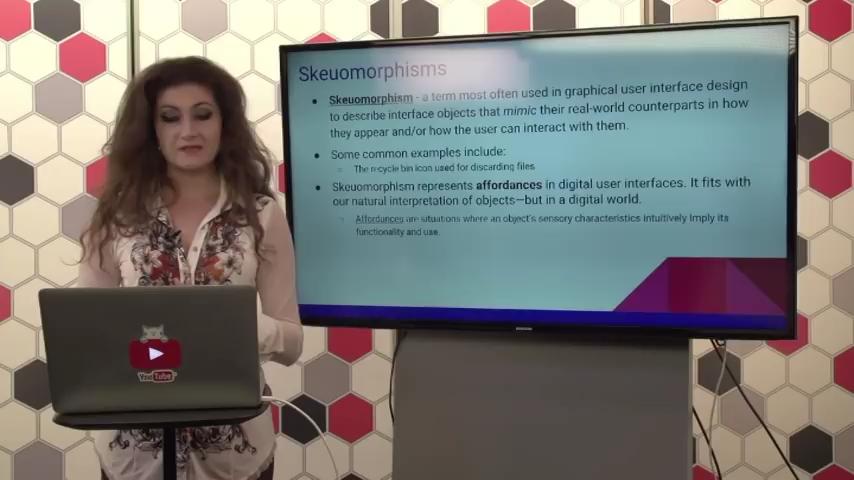 Skeuomorphisms
Skeuomorphism - a term most often used in graphical user interface design
to describe interface objects that mimic their real-world counterparts in how
they appear and/or how the user can interact with them.
Some common examples include:
The recycle bin icon used for discarding files
Skeuomorphism represents affordances in digital user interfaces. It fits with
our natural interpretation of objects—but in a digital world.
Affordances are situations where an object's sensory characteristics intuitively imply its
functionality and use.
YouTube